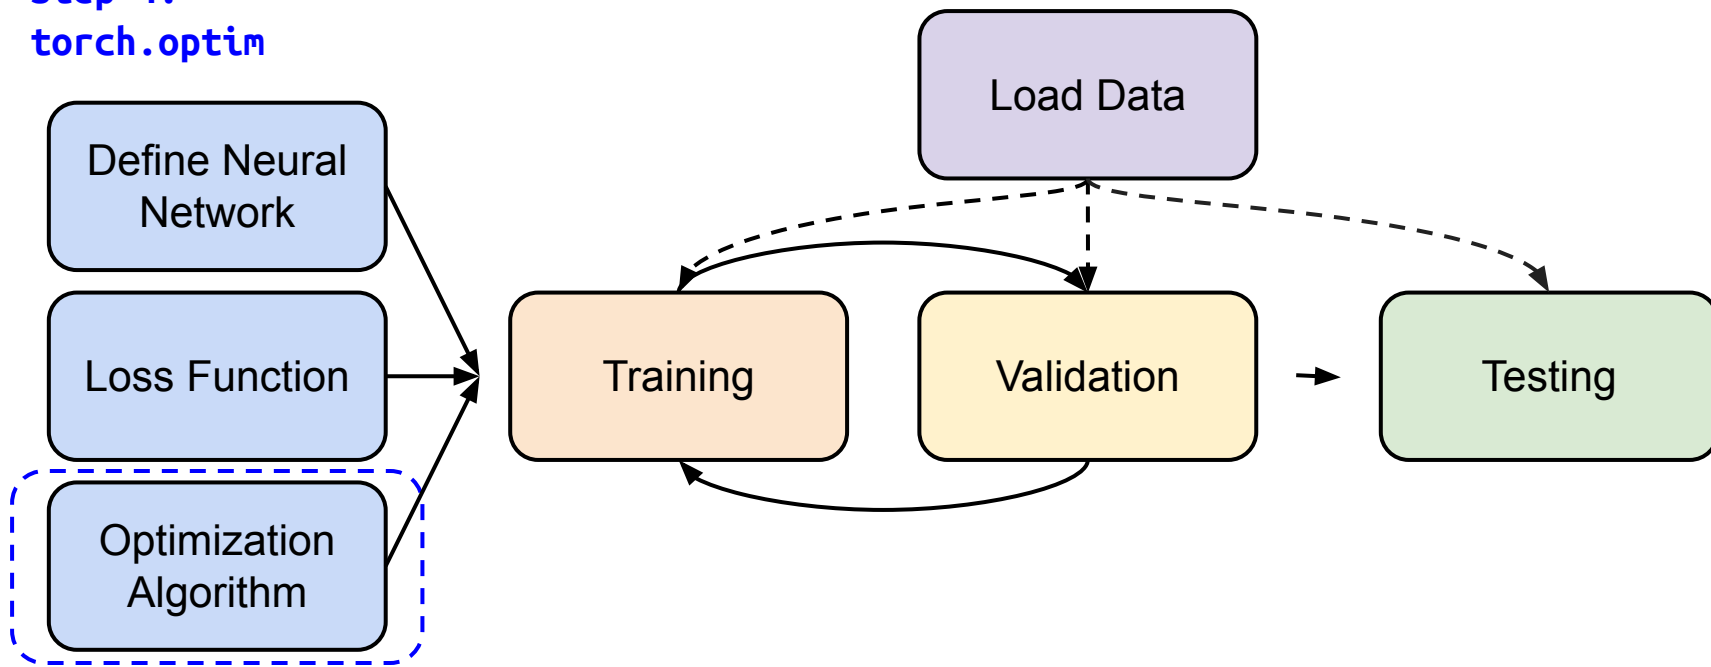 torch.optim
Load Data
Define Neural
Network
Loss Function
Training
Validation
Testing
Optimization
Algorithm